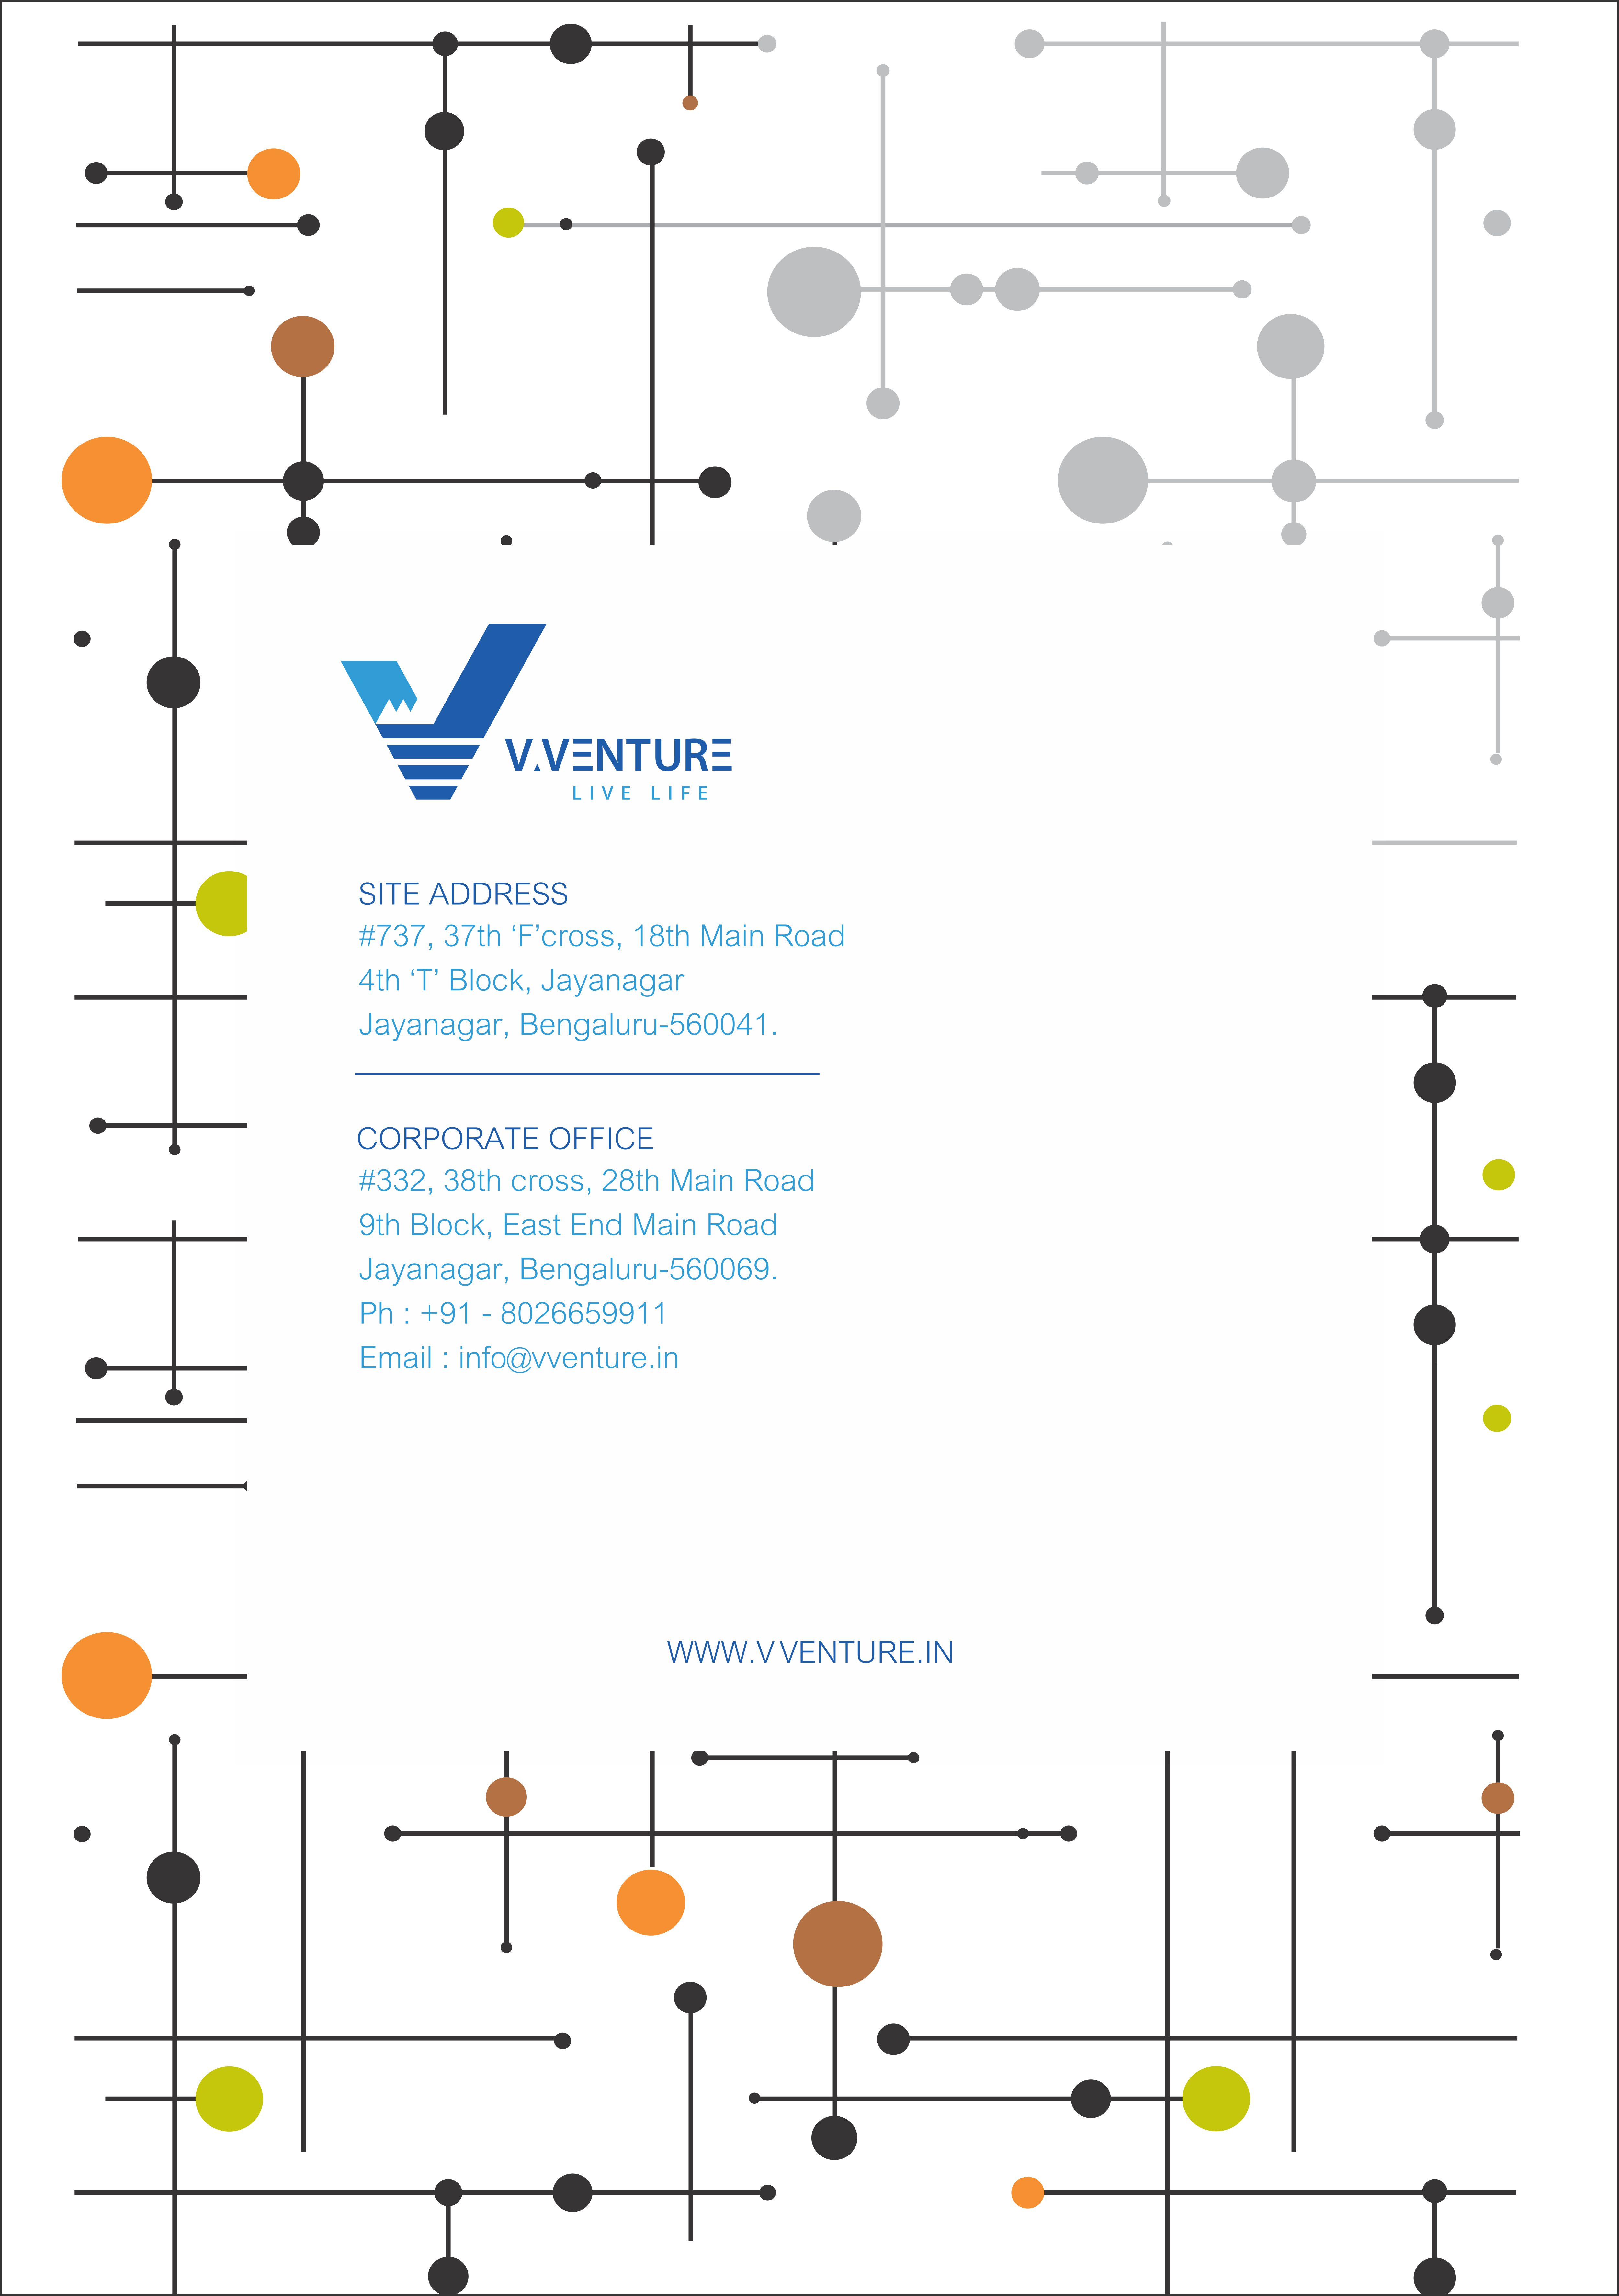 V.VENTURE
LIVE LIFE
SITE ADDRESS
#737, 37th ‘F’cross, 18th Main Road
4th ‘T’ Block, Jayanagar
Jayanagar, Bengaluru-560041.
CORPORATE OFFICE
#332, 38th cross, 28th Main Road
9th Block, East End Main Road
Jayanagar, Bengaluru-560069.
Ph : +91 - 8026659911
Email : info@vventure.in
WWW.VVENTURE.IN